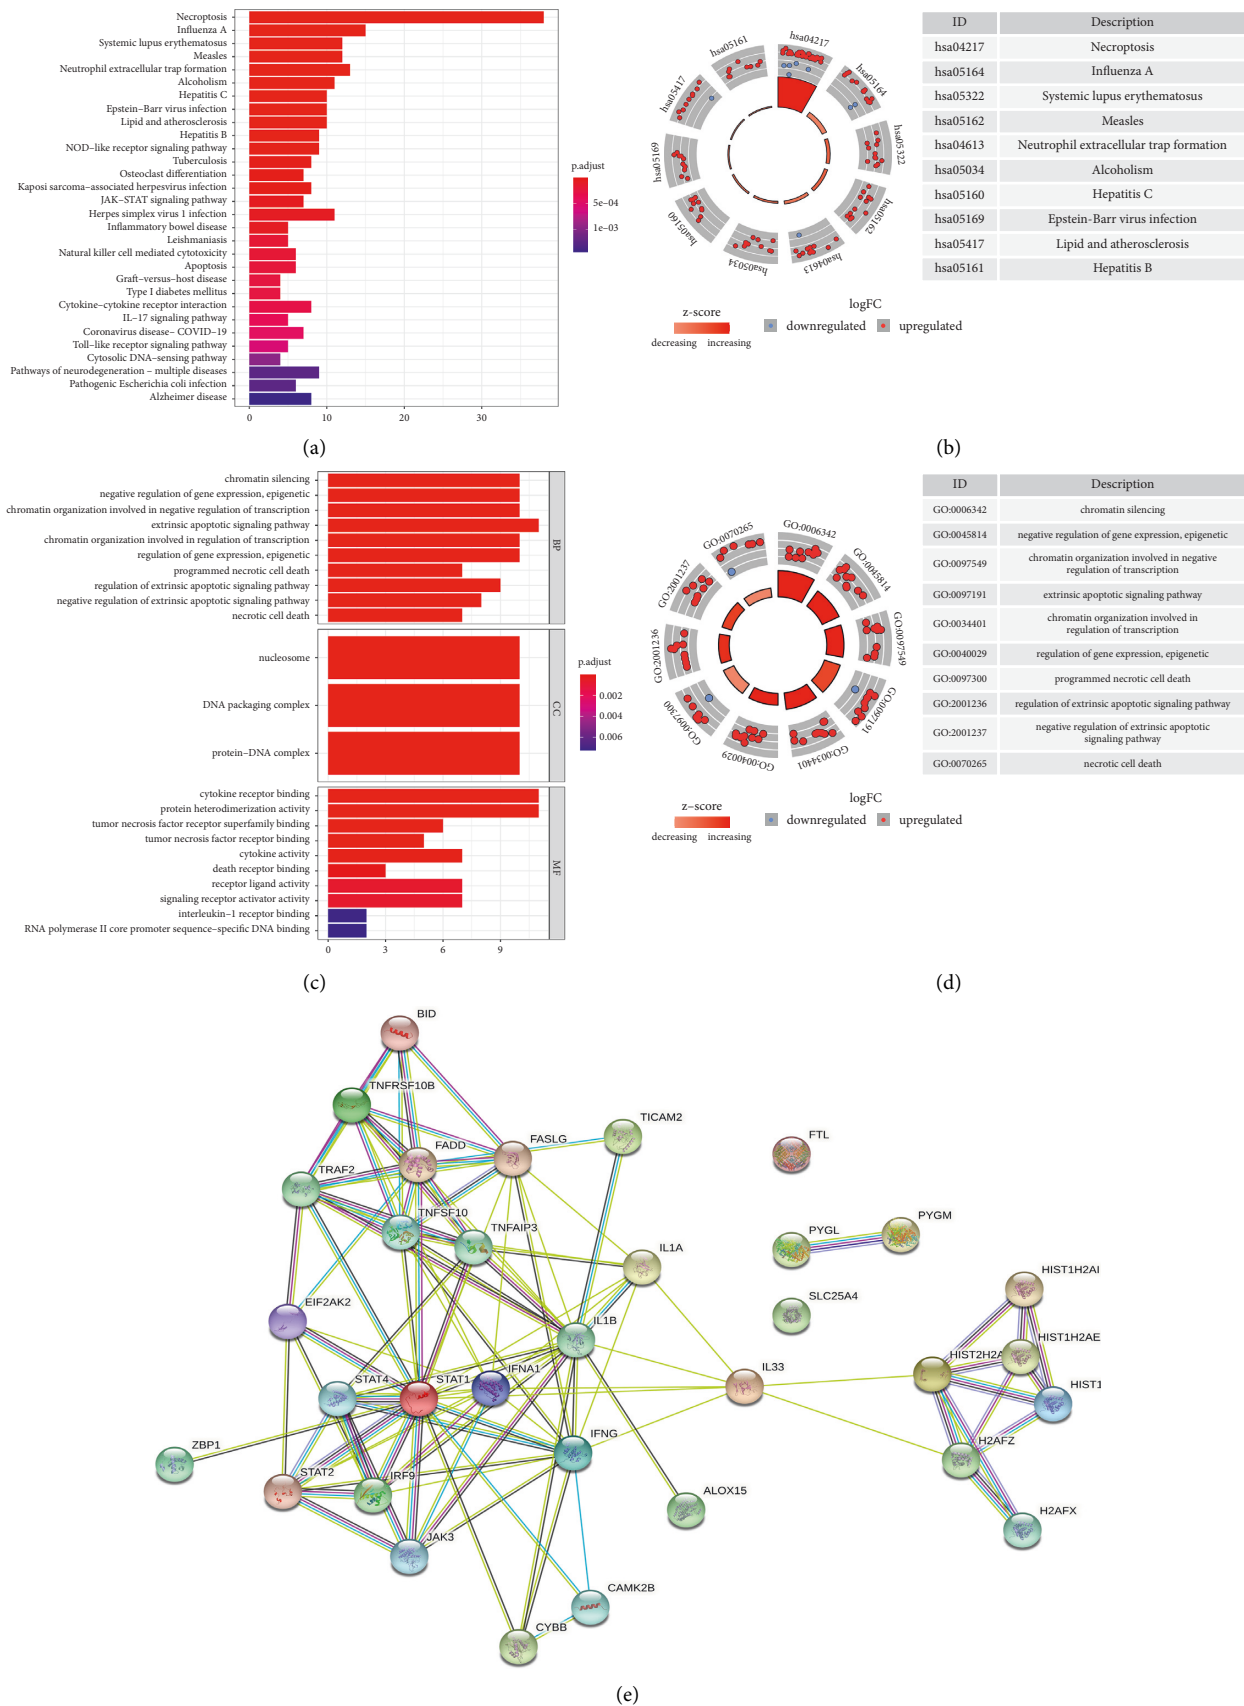 Necroptosis
Influenza A
Systemic lupus erythematosus
Measles
Neutrophil extracellular trap formation
Alcoholism
Hepatitis C
Epstein−Barr virus infection
Lipid and atherosclerosis
Hepatitis B
NOD−like receptor signaling pathway
Tuberculosis
Osteoclast differentiation
Kaposi sarcoma−associated herpesvirus infection
JAK−STAT signaling pathway
Herpes simplex virus 1 infection
Inflammatory bowel disease
Leishmaniasis
Natural killer cell mediated cytotoxicity
Apoptosis
Graft−versus−host disease
Type I diabetes mellitus
Cytokine−cytokine receptor interaction
IL−17 signaling pathway
Coronavirus disease− COVID−19
Toll−like receptor signaling pathway
Cytosolic DNA−sensing pathway
Pathways of neurodegeneration − multiple diseases
Pathogenic Escherichia coli infection
Alzheimer disease
0 10 20 30
p.adjust
5e−04
1e−03
(a)
hsa04217
hsa05164
hsa05322
hsa05162
hsa04613
hsa05034
hsa05160
hsa05169
hsa05417
hsa05161
z-score
decreasing increasing
logFC
downregulated upregulated
ID Description
hsa04217 Necroptosis
hsa05164 Influenza A
hsa05322 Systemic lupus erythematosus
hsa05162 Measles
hsa04613 Neutrophil extracellular trap formation
hsa05034 Alcoholism
hsa05160 Hepatitis C
hsa05169 Epstein-Barr virus infection
hsa05417 Lipid and atherosclerosis
hsa05161 Hepatitis B
(b)
chromatin silencing
negative regulation of gene expression, epigenetic
chromatin organization involved in negative regulation of transcription
extrinsic apoptotic signaling pathway
chromatin organization involved in regulation of transcription
regulation of gene expression, epigenetic
programmed necrotic cell death
regulation of extrinsic apoptotic signaling pathway
negative regulation of extrinsic apoptotic signaling pathway
necrotic cell death
BP
nucleosome
DNA packaging complex
protein−DNA complex
CC
cytokine receptor binding
protein heterodimerization activity
tumor necrosis factor receptor superfamily binding
tumor necrosis factor receptor binding
cytokine activity
death receptor binding
receptor ligand activity
signaling receptor activator activity
interleukin−1 receptor binding
RNA polymerase II core promoter sequence−specific DNA binding
MF
0 3 6 9
p.adjust
0.002
0.004
0.006
(c)
GO:0006342
GO:0045814
GO:0097549
GO:0097191
GO:0034401
GO:0040029
GO:0097300
GO:2001236
GO:2001237
GO:0070265
z−score
decreasing increasing
logFC
downregulated upregulated
ID Description
GO:0006342 chromatin silencing
GO:0045814 negative regulation of gene expression, epigenetic
GO:0097549 chromatin organization involved in negative
regulation of transcription
GO:0097191 extrinsic apoptotic signaling pathway
GO:0034401 chromatin organization involved in
regulation of transcription
GO:0040029 regulation of gene expression, epigenetic
GO:0097300 programmed necrotic cell death
GO:2001236 regulation of extrinsic apoptotic signaling pathway
GO:2001237 negative regulation of extrinsic apoptotic
signaling pathway
GO:0070265 necrotic cell death
(d)
BID
TNFRSF10B
TICAM2
FADD
FASLG
FTL
TRAF2
TNFSF10
TNFAIP3
PYGL
PYGM
IL1A
HIST1H2AI
SLC25A4
EIF2AK2
IL1B
HIST1H2AE
HIST2H2A
IFNA1
IL33
STAT4
STAT1
HIST1
IFNG
ZBP1
H2AFZ
STAT2
IRF9
ALOX15
H2AFX
JAK3
CAMK2B
CYBB
(e)